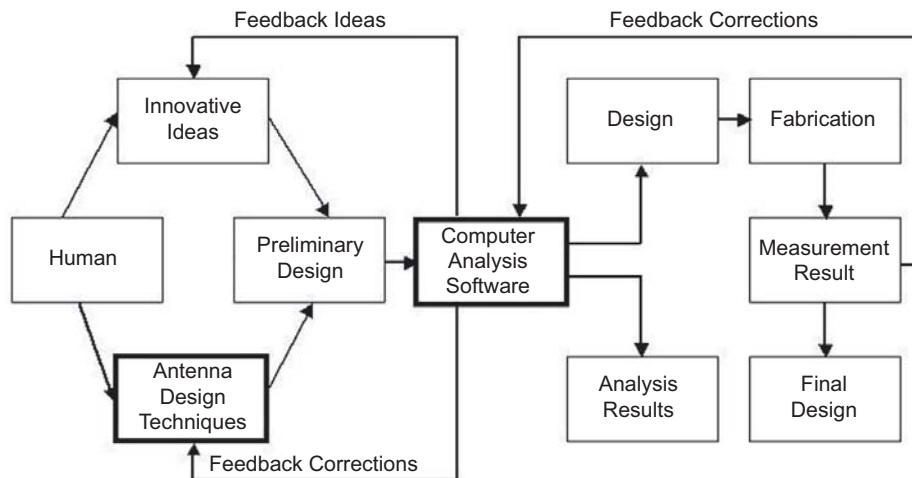 Feedback Ideas
Feedback Corrections
Innovative
Ideas
Design
Fabrication
Human
Preliminary
Design
Computer
Analysis
Software
Measurement
Result
Antenna
Design
Techniques
Analysis
Results
Final
Design
Feedback Corrections